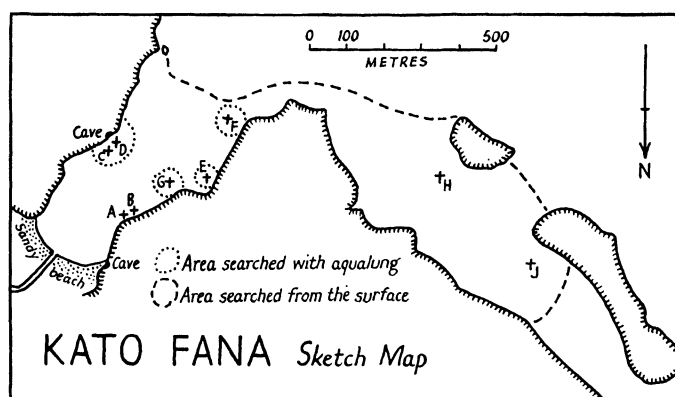 0 100 500
METRES
N
Cave
C D
F
E
G
H
A B
J
Sandy
beach
Cave
Area searched with aqualung
Area searched from the surface
KATO FANA Sketch Map